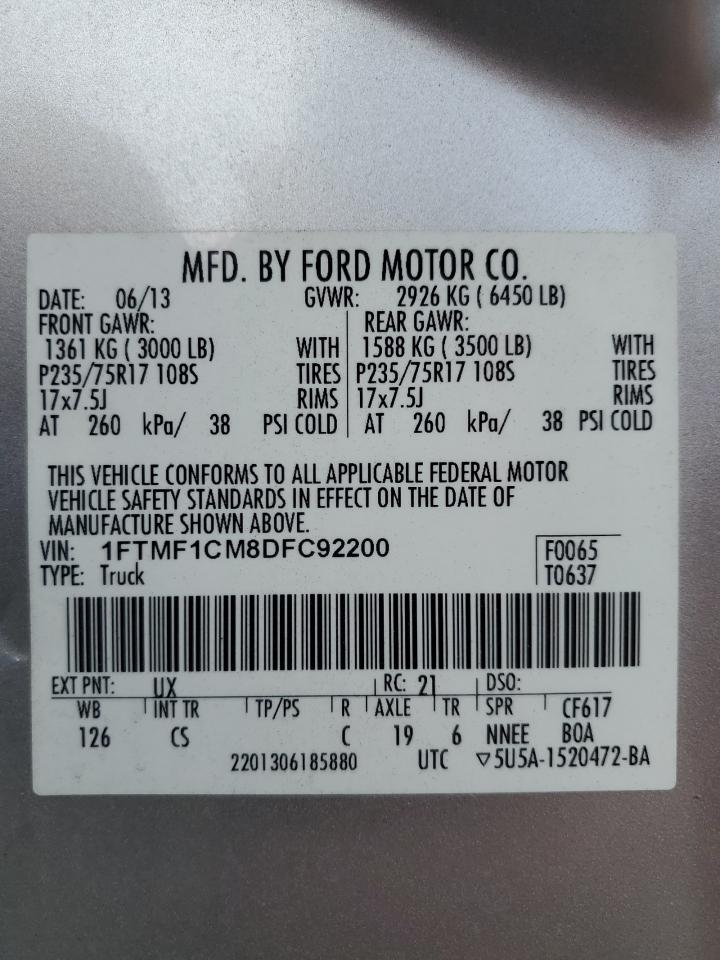 MFD. BY FORD MOTOR CO.
DATE: 06/13 GVWR: 2926 KG ( 6450 LB)
FRONT GAWR: REAR GAWR:
1361 KG ( 3000 LB) WITH 1588 KG ( 3500 LB) WITH
P235/75R17 108S TIRES P235/75R17 108S TIRES
17x7.5J RIMS 17x7.5J RIMS
AT 260 kPa/ 38 PSI COLD AT 260 kPa/ 38 PSI COLD
THIS VEHICLE CONFORMS TO ALL APPLICABLE FEDERAL MOTOR
VEHICLE SAFETY STANDARDS IN EFFECT ON THE DATE OF
MANUFACTURE SHOWN ABOVE.
VIN: 1FTMF1CM8DFC92200 F0065
TYPE: Truck T0637
EXT PNT: UX RC: 21 DSO:
WB INT TR TP/PS R AXLE TR SPR CF617
126 CS C 19 6 NNEE BOA
2201306185880 UTC ▽5U5A-1520472-BA